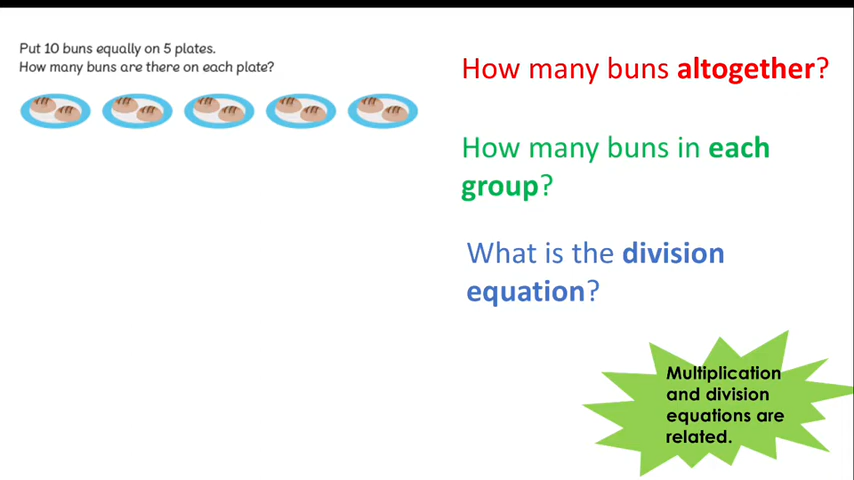 Put 10 buns equally on 5 plates.
How many buns are there on each plate?
How many buns altogether?
How many buns in each
group?
What is the division
equation?
Multiplication
and division
equations are
related.